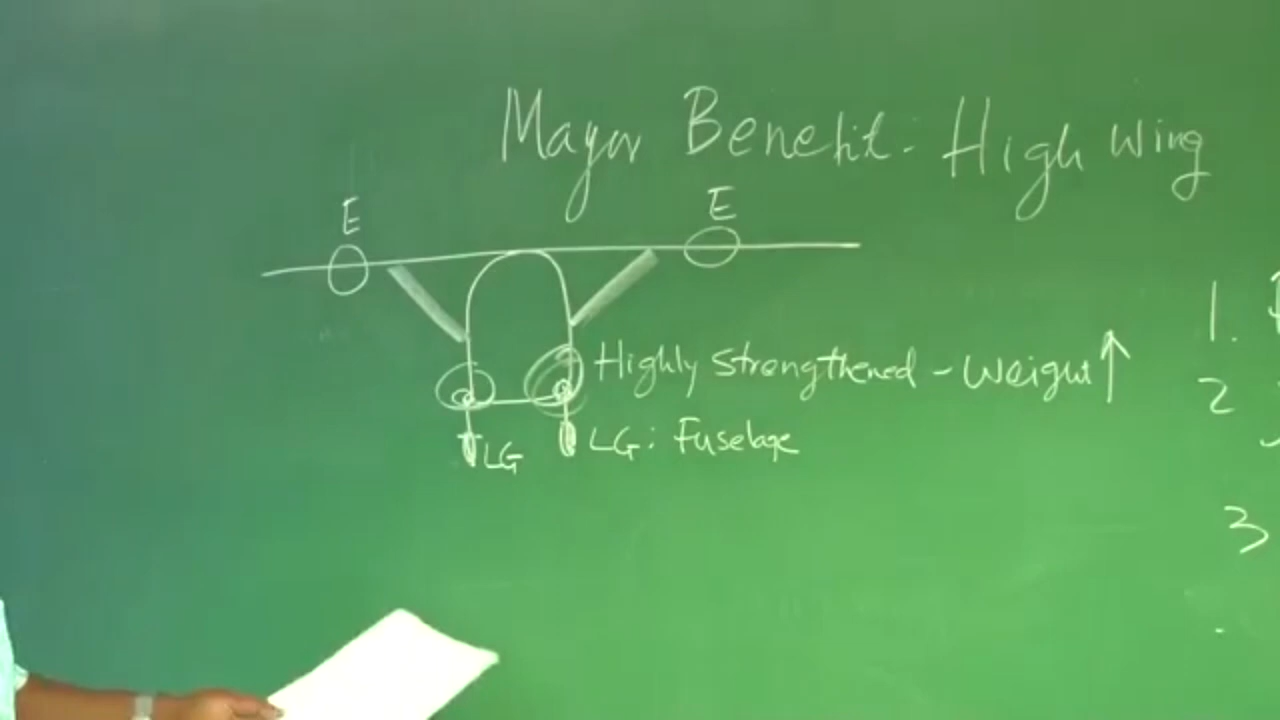 Major Benefit: High Wing
E E
Highly strengthened - Weight ↑
LG LG: Fuselage
1.
2
3